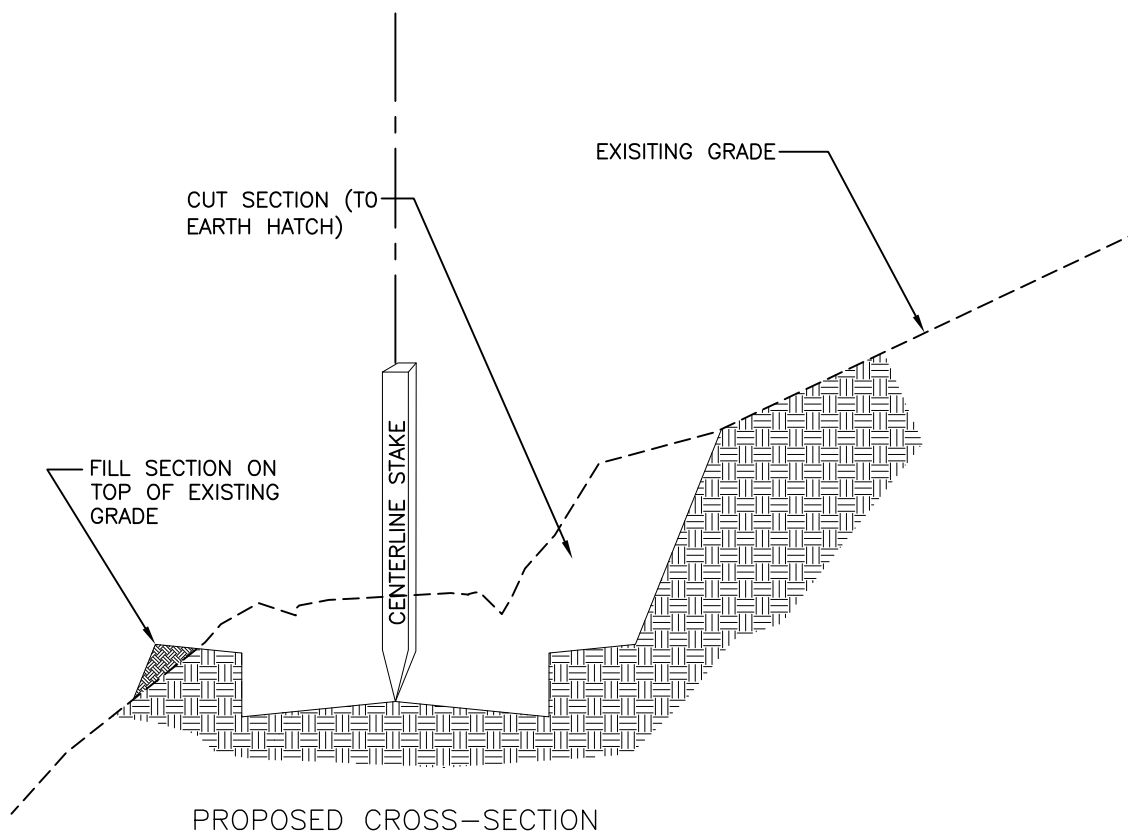 EXISITING GRADE
CUT SECTION (TO
EARTH HATCH)
CENTERLINE STAKE
FILL SECTION ON
TOP OF EXISTING
GRADE
PROPOSED CROSS-SECTION